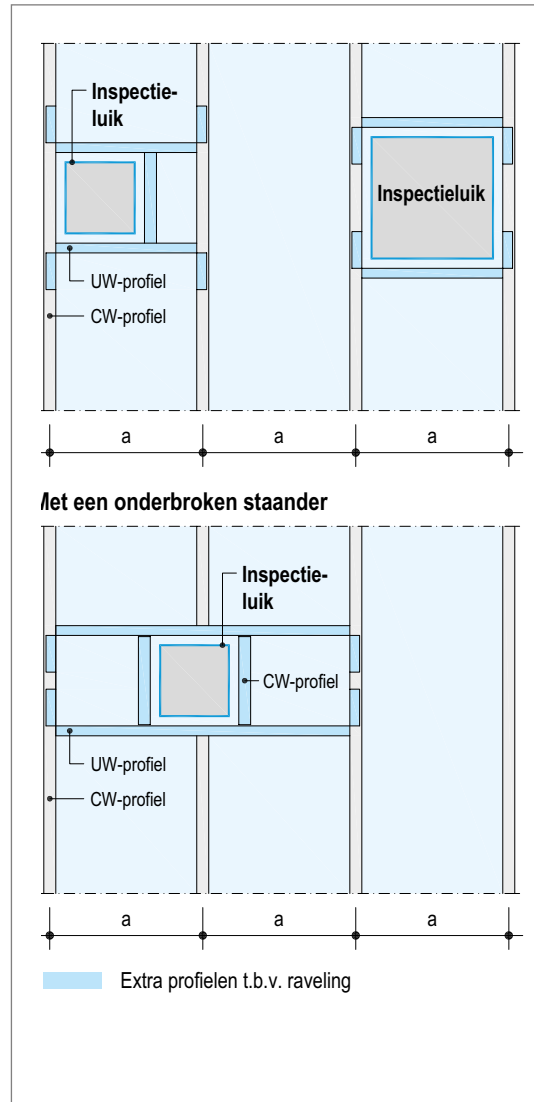 Inspectie-
luik
Inspectieluik
UW-profiel
CW-profiel
a a a
Met een onderbroken staander
Inspectie-
luik
CW-profiel
UW-profiel
CW-profiel
a a a
Extra profielen t.b.v. raveling